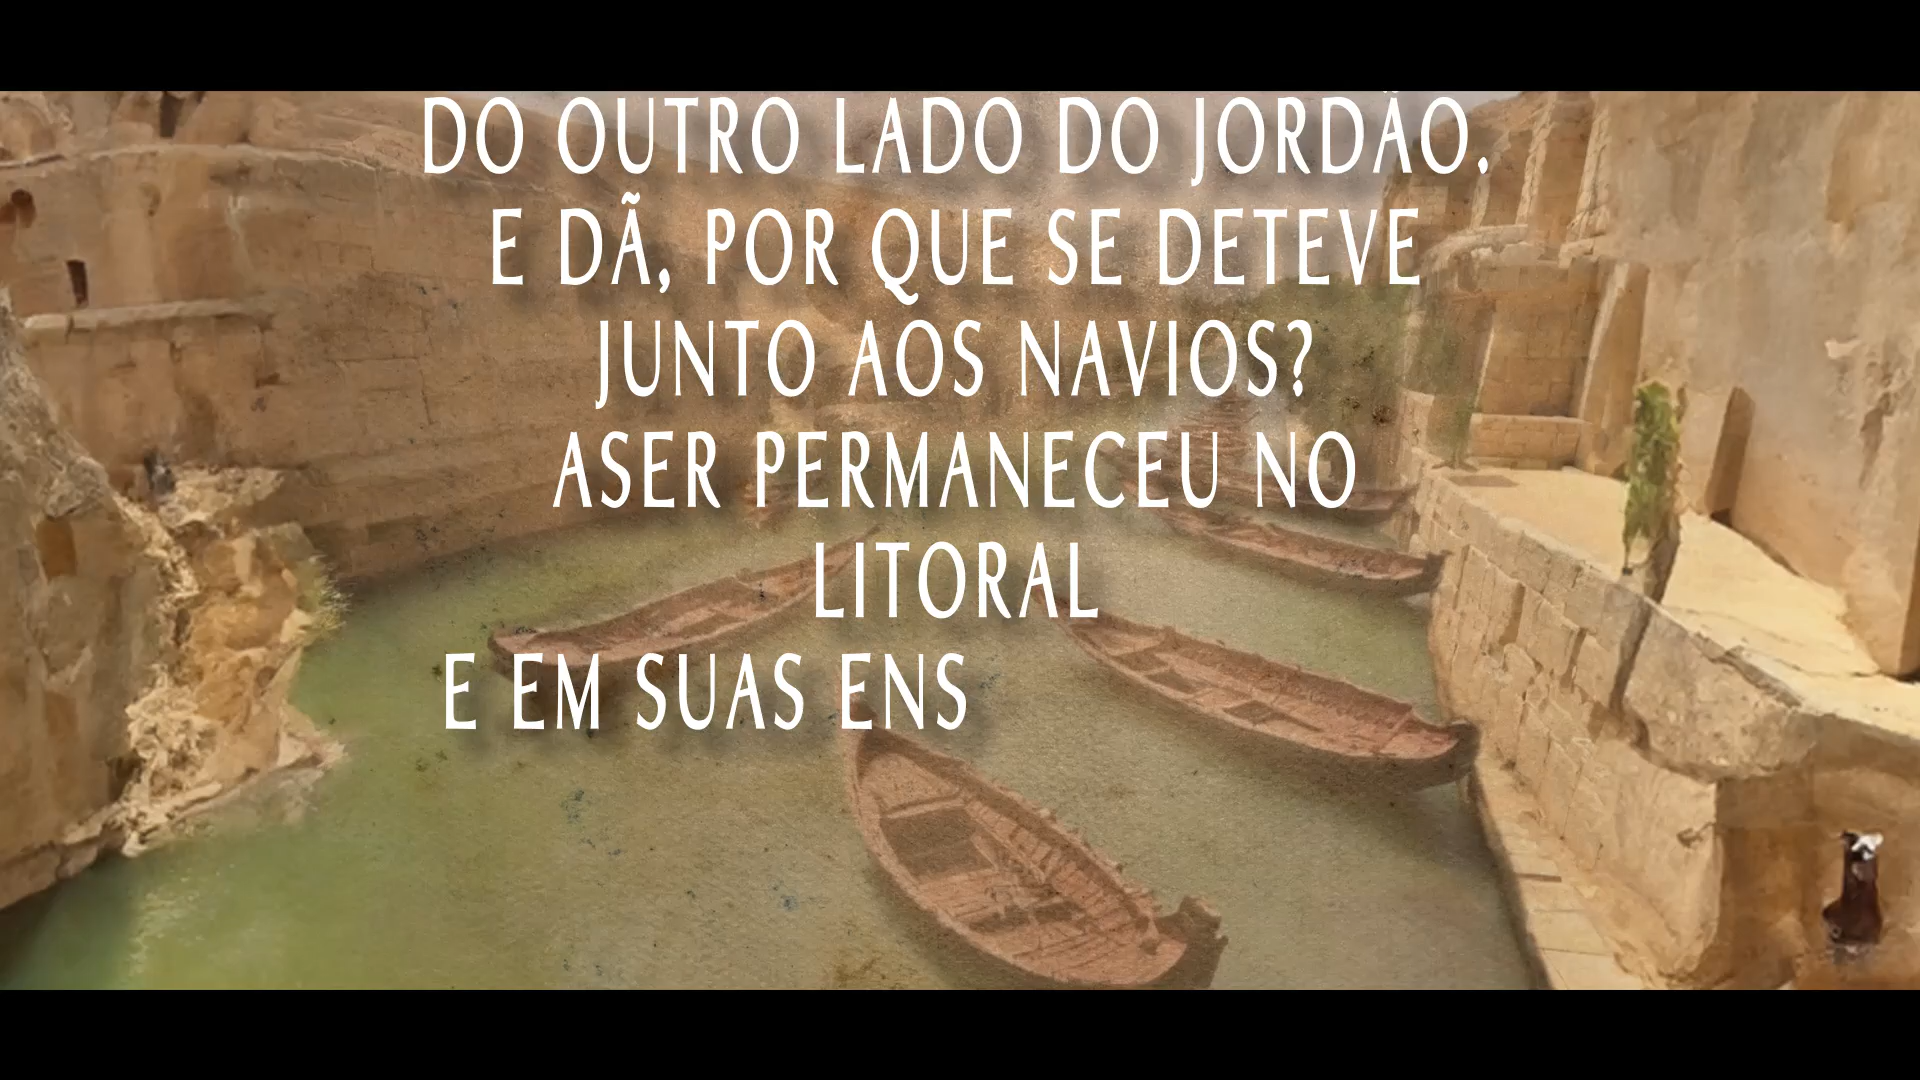 DO OUTRO LADO DO JORDÃO.
E DÃ, POR QUE SE DETEVE
JUNTO AOS NAVIOS?
ASER PERMANECEU NO
LITORAL
E EM SUAS ENS